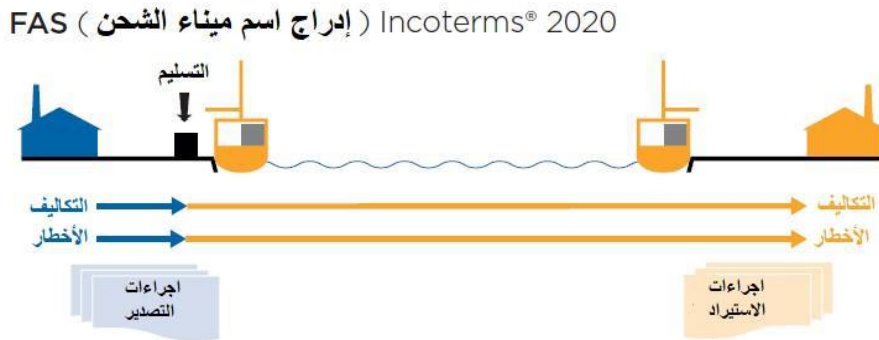 FAS ( إدراج اسم ميناء الشحن ) Incoterms® 2020
التسليم
التكاليف
التكاليف
الأخطار
الأخطار
اجراءات
التصدير
اجراءات
الاستيراد